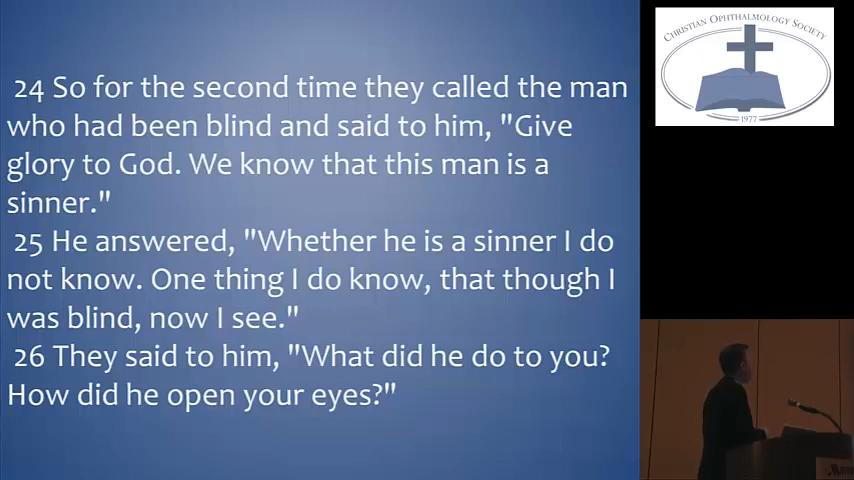 24 So for the second time they called the man
who had been blind and said to him, "Give
glory to God. We know that this man is a
sinner."
25 He answered, "Whether he is a sinner I do
not know. One thing I do know, that though I
was blind, now I see."
26 They said to him, "What did he do to you?
How did he open your eyes?"
CHRISTIAN OPHTHALMOLOGY SOCIETY
1977